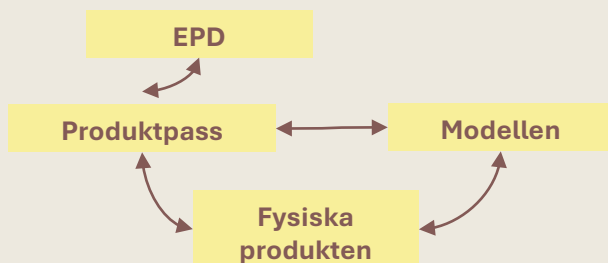 EPD
Produktpass
Modellen
Fysiska
produkten